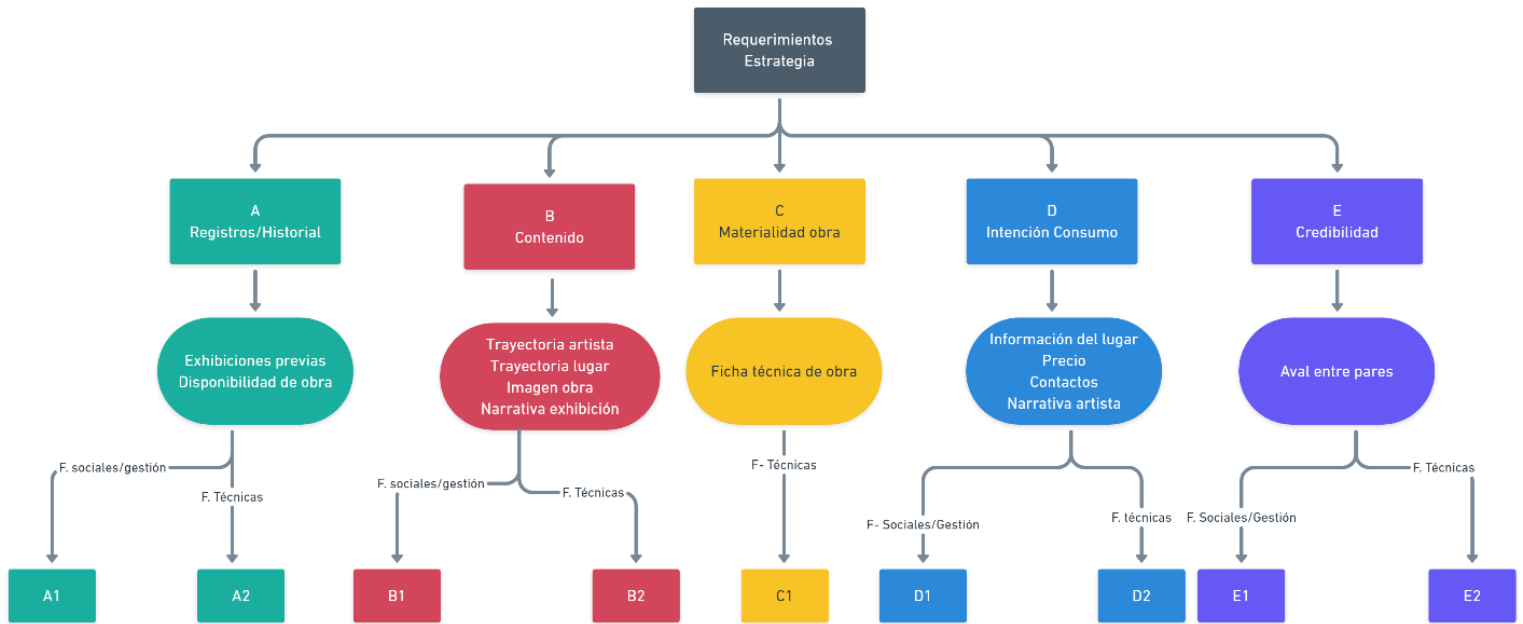 Requerimientos
Estrategia
A
Registros/Historial
B
Contenido
C
Materialidad obra
D
Intención Consumo
E
Credibilidad
Exhibiciones previas
Disponibilidad de obra
Trayectoria artista
Trayectoria lugar
Imagen obra
Narrativa exhibición
Ficha técnica de obra
Información del lugar
Precio
Contactos
Narrativa artista
Aval entre pares
F. sociales/gestión
F. Técnicas
F. sociales/gestión
F. Técnicas
F- Técnicas
F- Sociales/Gestión
F. técnicas
F. Sociales/Gestión
F. Técnicas
A1
A2
B1
B2
C1
D1
D2
E1
E2